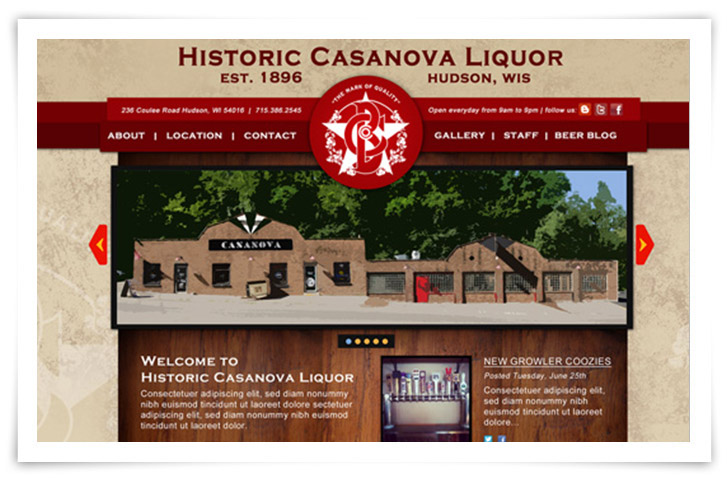 HISTORIC CASANOVA LIQUOR
EST. 1896 HUDSON, WIS
"THE MARK OF QUALITY"
236 Coulee Road Hudson, WI 54016 | 715.386.2545
Open everyday from 9am to 9pm | follow us:
ABOUT | LOCATION | CONTACT
GALLERY | STAFF | BEER BLOG
CASANOVA
WELCOME TO
HISTORIC CASANOVA LIQUOR
Consectetuer adipiscing elit, sed diam nonummy
nibh euismod tincidunt ut laoreet dolore sectetuer
adipiscing elit, sed diam nonummy nibh euismod
tincidunt ut laoreet dolor.
NEW GROWLER COOZIES
Posted Tuesday, June 25th
Consectetuer adipiscing elit,
sed diam nonummy nibh
euismod tincidunt ut laoreet
dolore...